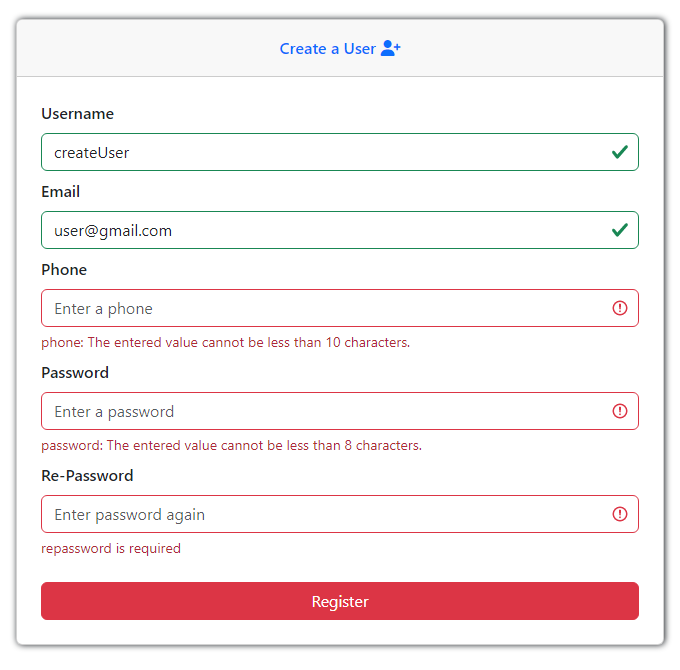 Create a User
Username
createUser
Email
user@gmail.com
Phone
Enter a phone
phone: The entered value cannot be less than 10 characters.
Password
Enter a password
password: The entered value cannot be less than 8 characters.
Re-Password
Enter password again
repassword is required
Register